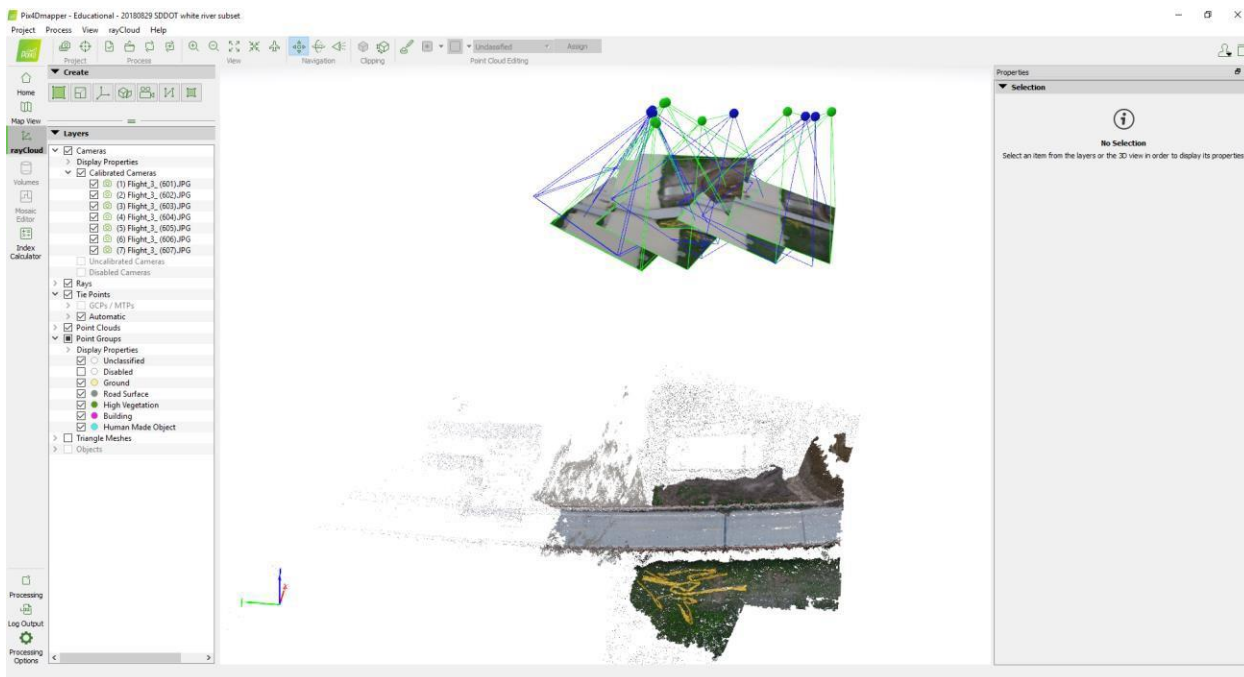 Pix4Dmapper - Educational - 20180829 SDDOT white river subset
Project Process View rayCloud Help
Unclassified Assign
Project Process View Navigation Clipping Point Cloud Editing
Home
Map View
rayCloud
Volumes
Mosaic
Editor
Index
Calculator
Processing
Log Output
Processing
Options
Create
Layers
Cameras
Display Properties
Calibrated Cameras
(1) Flight_3_ (601).JPG
(2) Flight_3_ (602).JPG
(3) Flight_3_ (603).JPG
(4) Flight_3_ (604).JPG
(5) Flight_3_ (605).JPG
(6) Flight_3_ (606).JPG
(7) Flight_3_ (607).JPG
Uncalibrated Cameras
Disabled Cameras
Rays
Tie Points
GCPs / MTPs
Automatic
Point Clouds
Point Groups
Display Properties
Unclassified
Disabled
Ground
Road Surface
High Vegetation
Building
Human Made Object
Triangle Meshes
Objects
Properties
Selection
No Selection
Select an item from the layers or the 3D view in order to display its properties